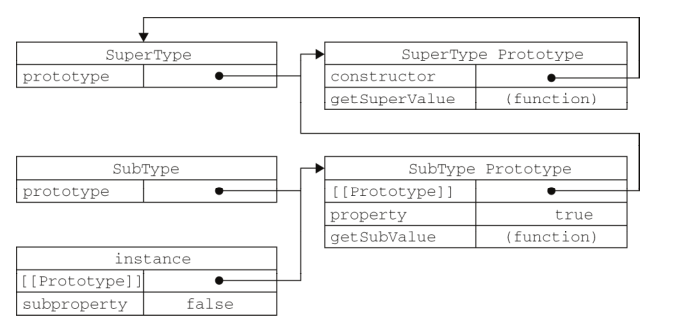 SuperType
prototype
SuperType Prototype
constructor
getSuperValue (function)
SubType
prototype
SubType Prototype
[[Prototype]]
property true
getSubValue (function)
instance
[[Prototype]]
subproperty false